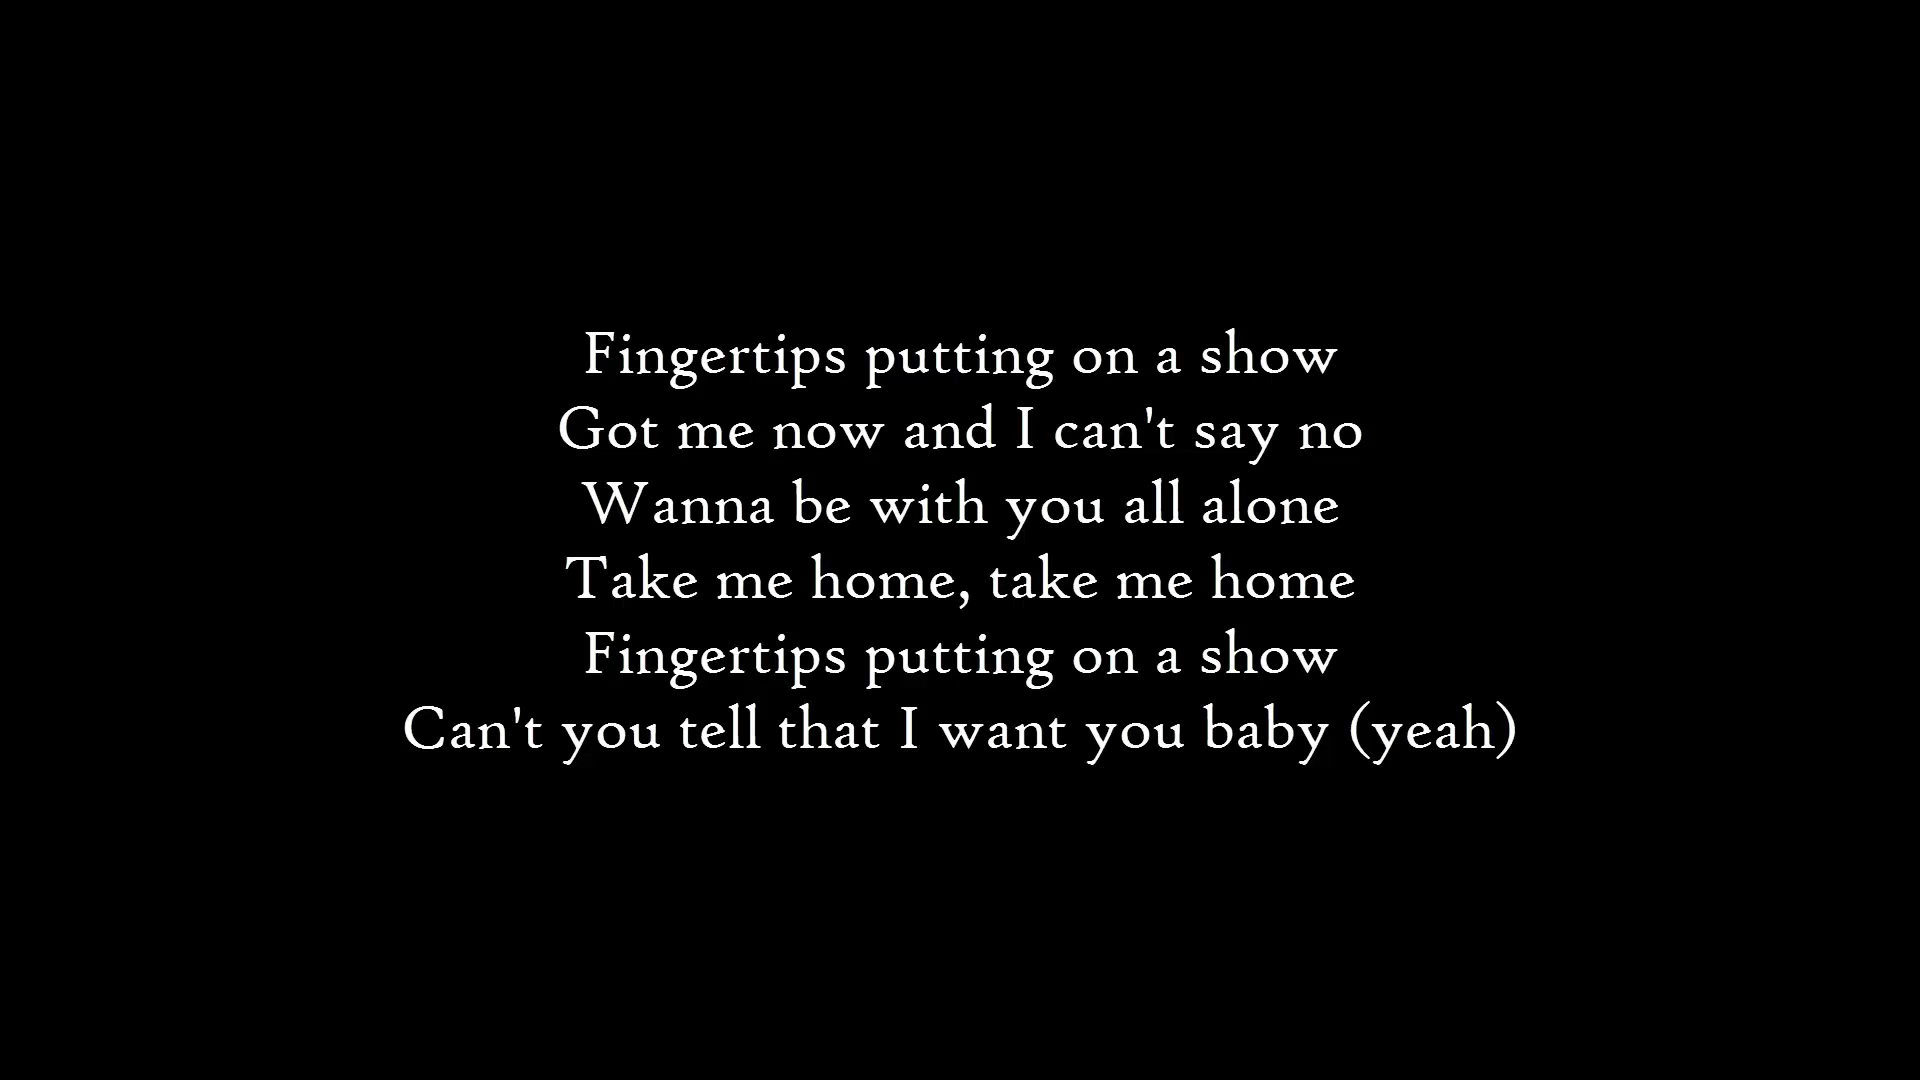 Fingertips putting on a show
Got me now and I can't say no
Wanna be with you all alone
Take me home, take me home
Fingertips putting on a show
Can't you tell that I want you baby (yeah)